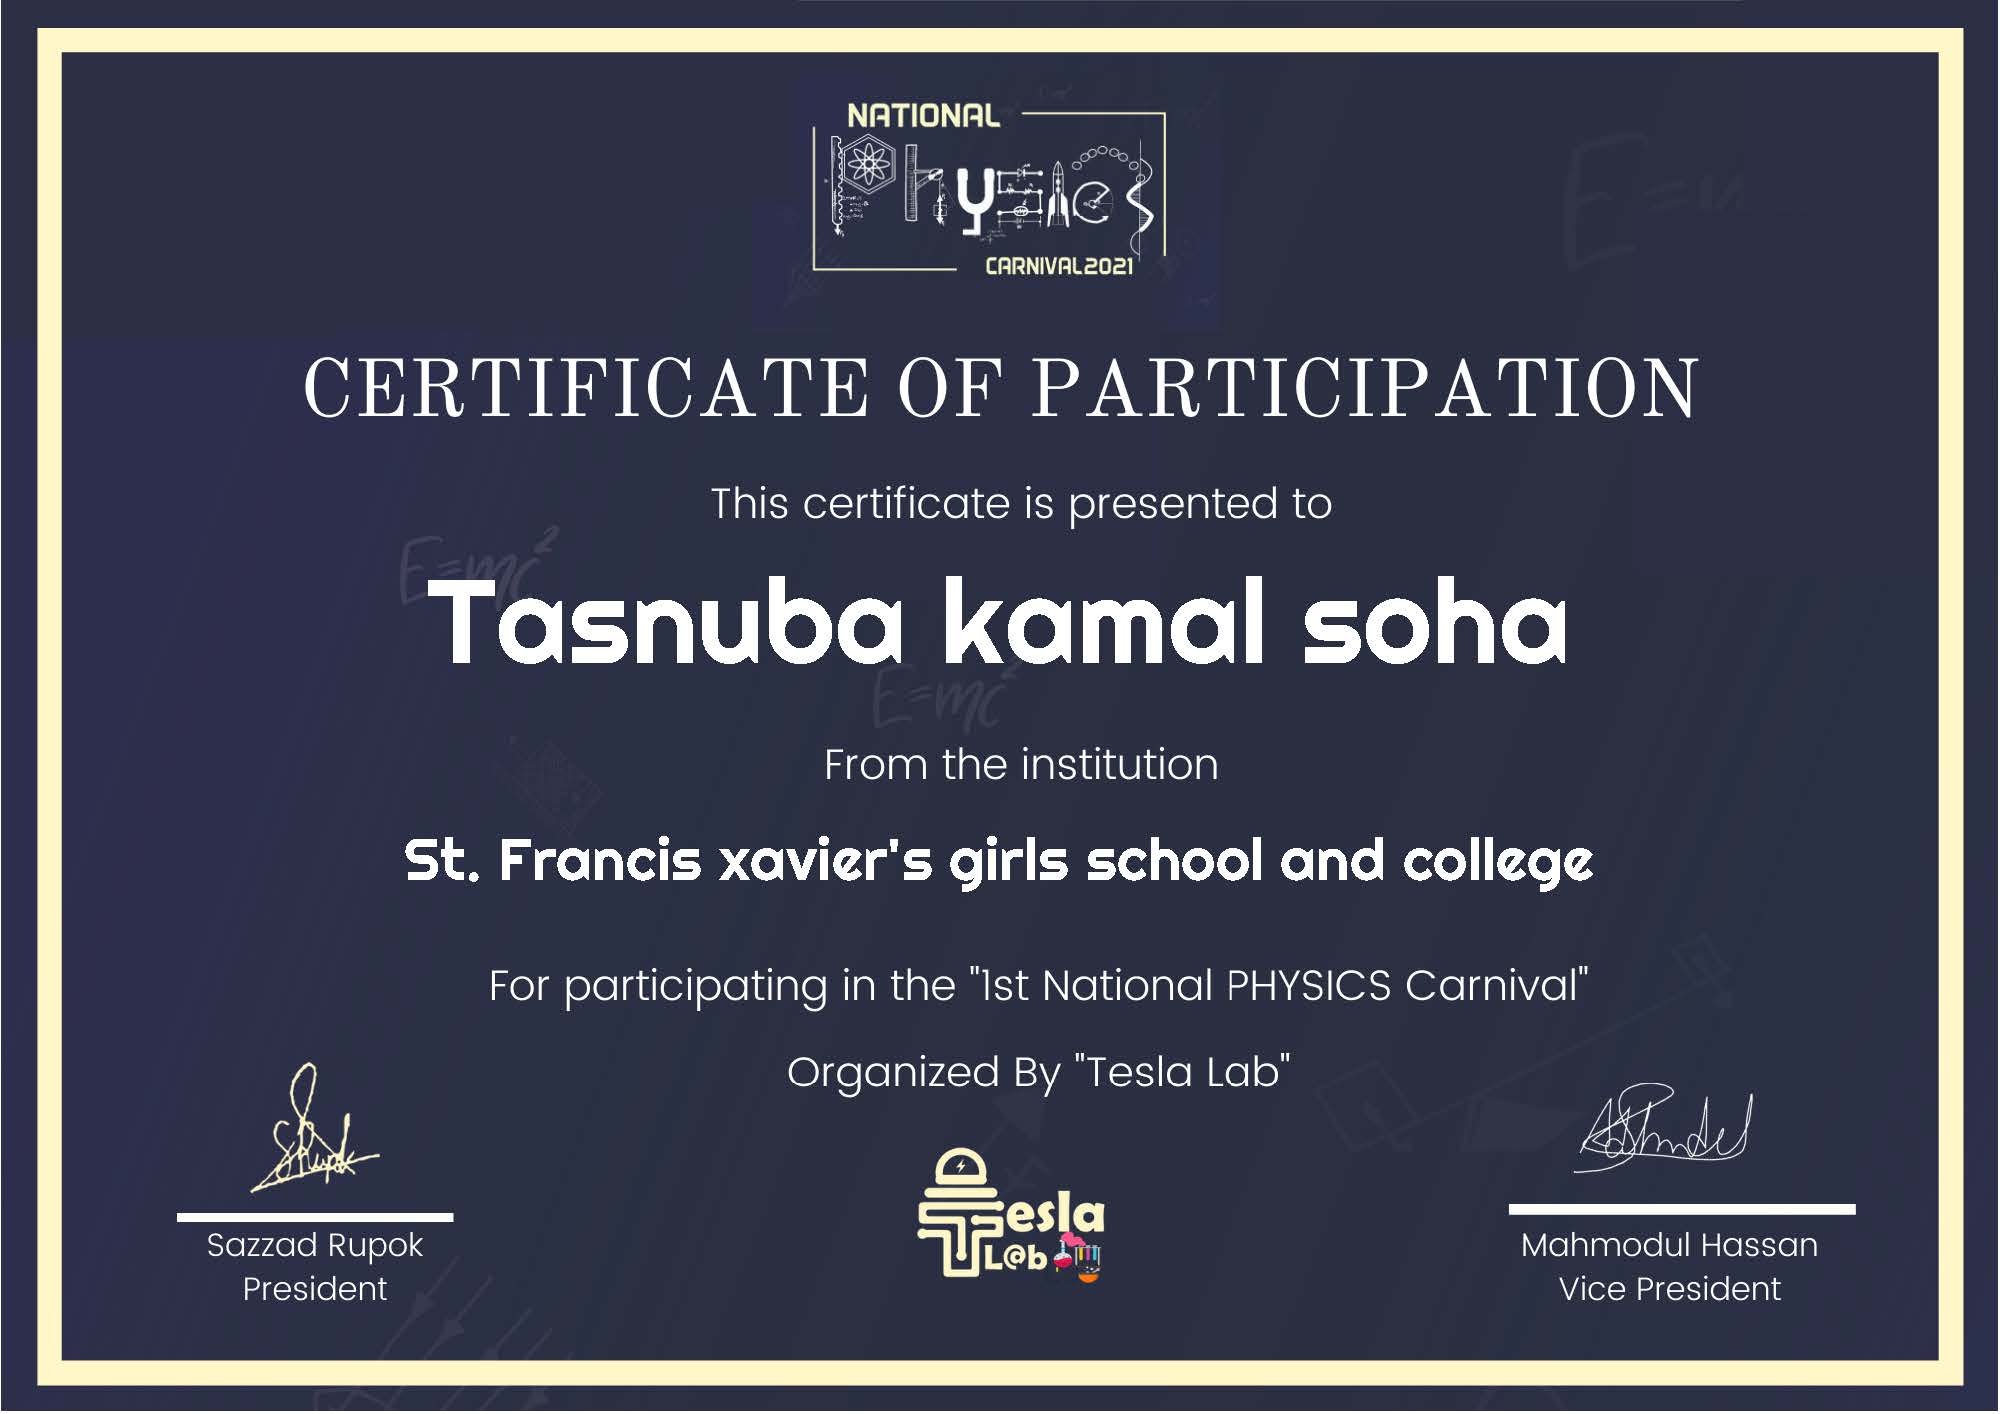 NATIONAL
Physics
CARNIVAL2021
CERTIFICATE OF PARTICIPATION
This certificate is presented to
E=mc²
Tasnuba kamal soha
E=mc²
From the institution
St. Francis xavier's girls school and college
For participating in the "1st National PHYSICS Carnival"
Organized By "Tesla Lab"
Tesla
L@b
Sazzad Rupok
President
Mahmodul Hassan
Vice President